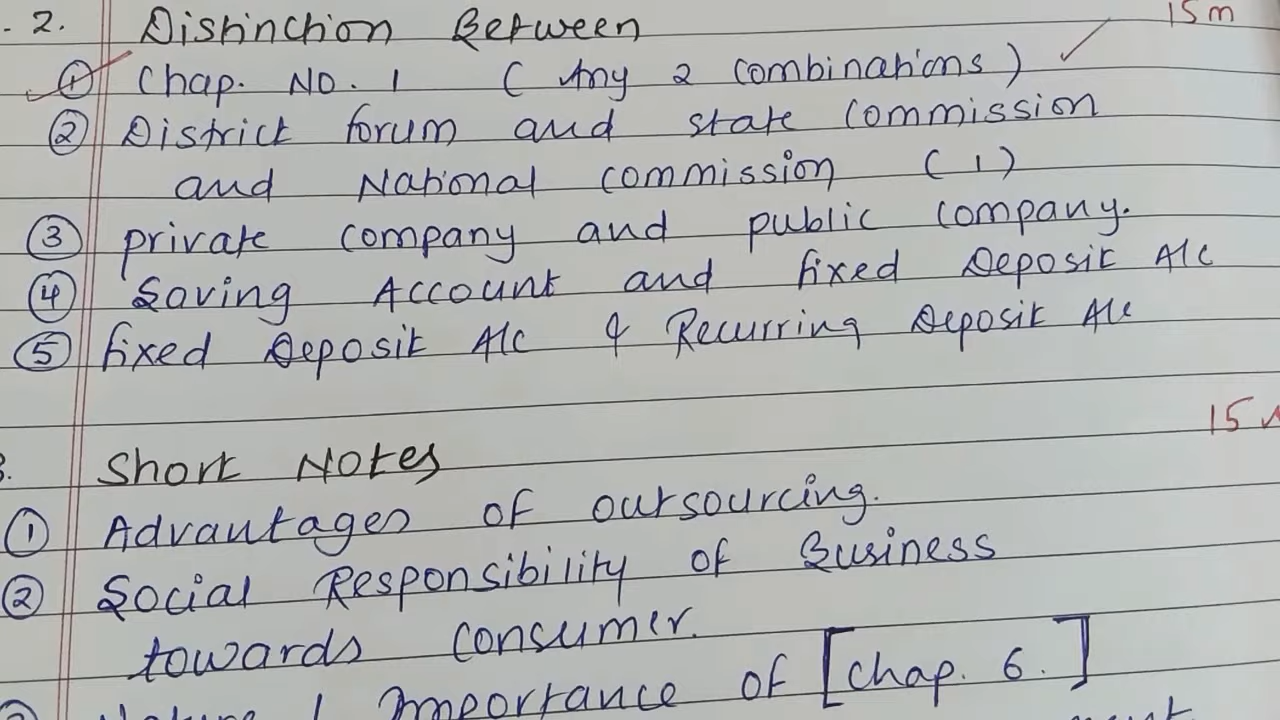 . 2. Distinction Between 15m
① Chap. No. 1 ( Any 2 combinations )
② District forum and state commission
and National commission ( 1 )
③ private company and public company.
④ Saving Account and fixed Deposit A/c
⑤ fixed Deposit A/c & Recurring Deposit A/c
15
3. Short Notes
① Advantages of outsourcing.
② Social Responsibility of Business
towards consumer.
Importance of [chap. 6.]